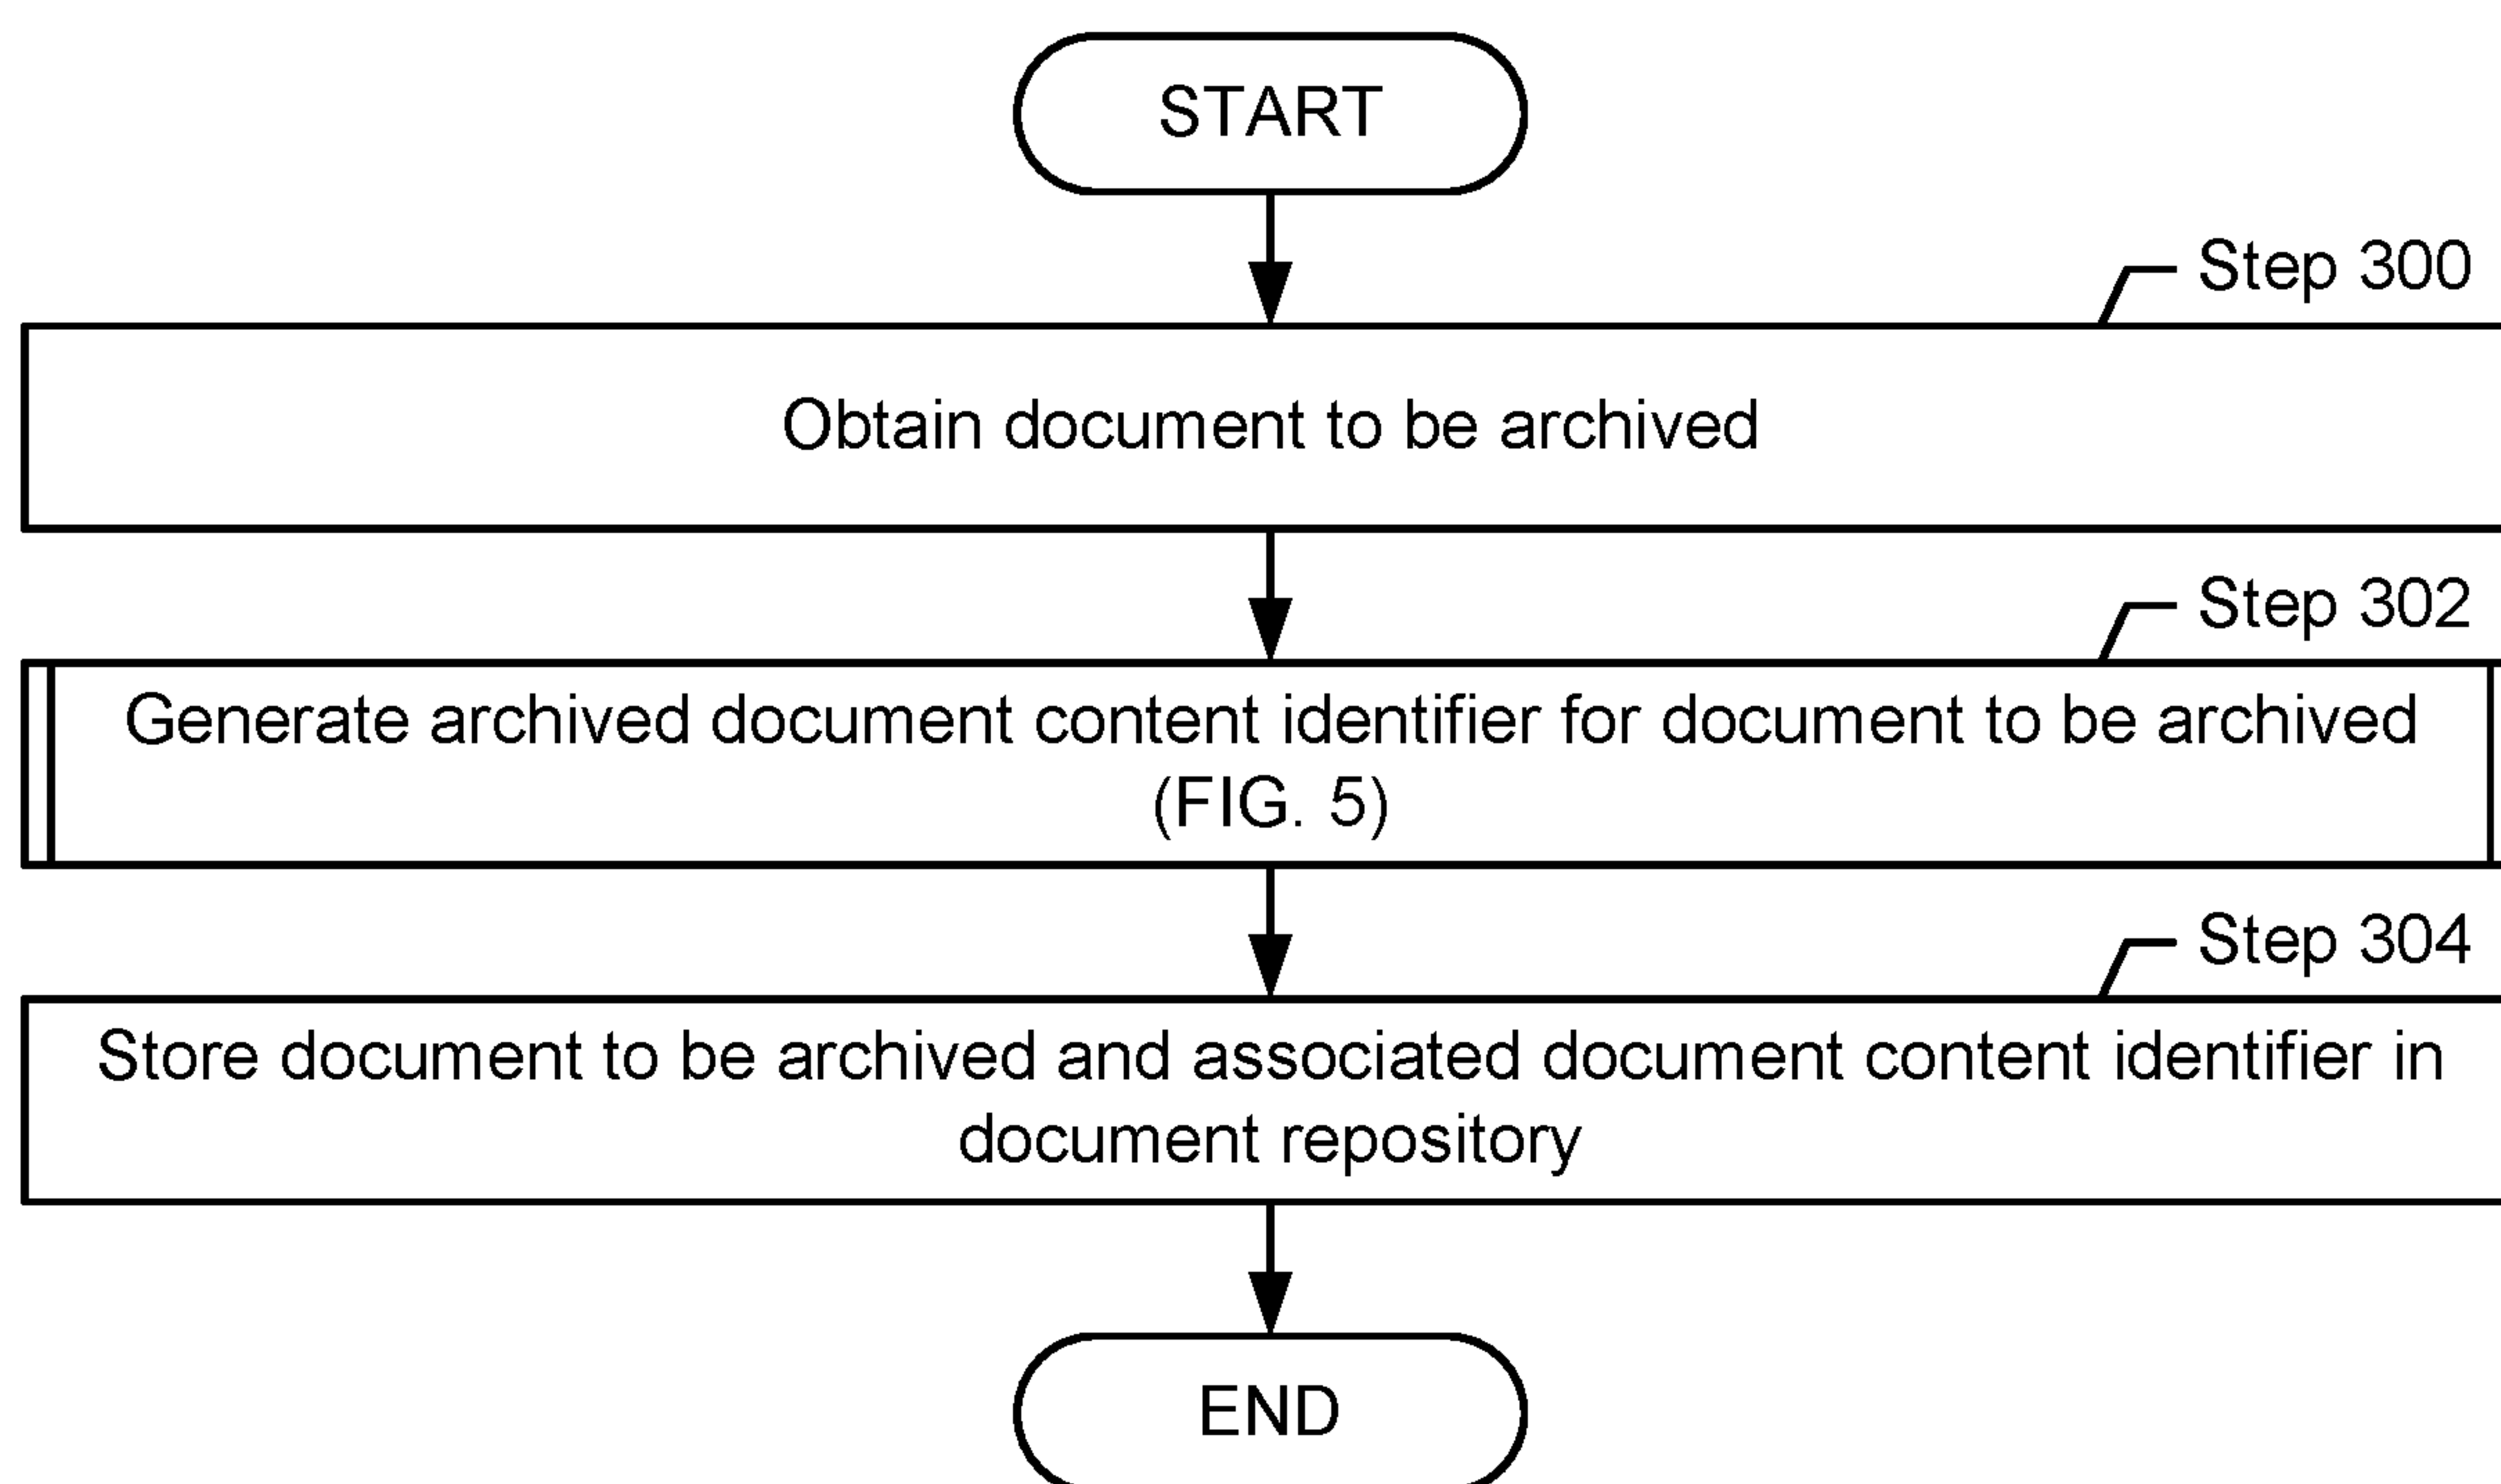 START
Step 300
Obtain document to be archived
Step 302
Generate archived document content identifier for document to be archived
(FIG. 5)
Step 304
Store document to be archived and associated document content identifier in
document repository
END